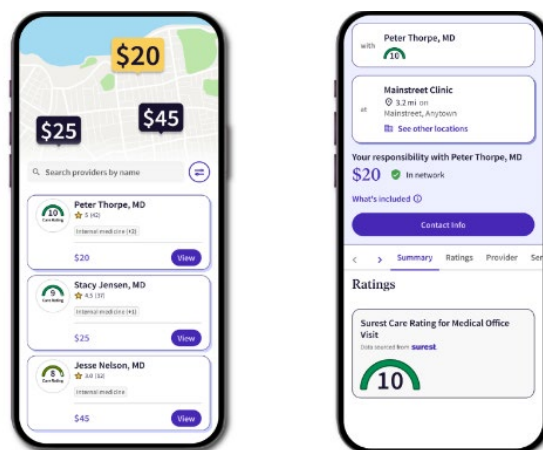 $20
$45
$25
Search providers by name
10
Care Rating
Peter Thorpe, MD
5 (42)
Internal medicine (+3)
$20
View
9
Care Rating
Stacy Jensen, MD
4.5 (37)
Internal medicine (+1)
$25
View
8
Care Rating
Jesse Nelson, MD
3.8 (32)
Internal medicine
$45
View
with
Peter Thorpe, MD
10
at
Mainstreet Clinic
3.2 mi on
Mainstreet, Anytown
See other locations
Your responsibility with Peter Thorpe, MD
$20
In network
What's included
Contact Info
Summary
Ratings
Provider
Ser
Ratings
Surest Care Rating for Medical Office
Visit
Data sourced from surest.
10